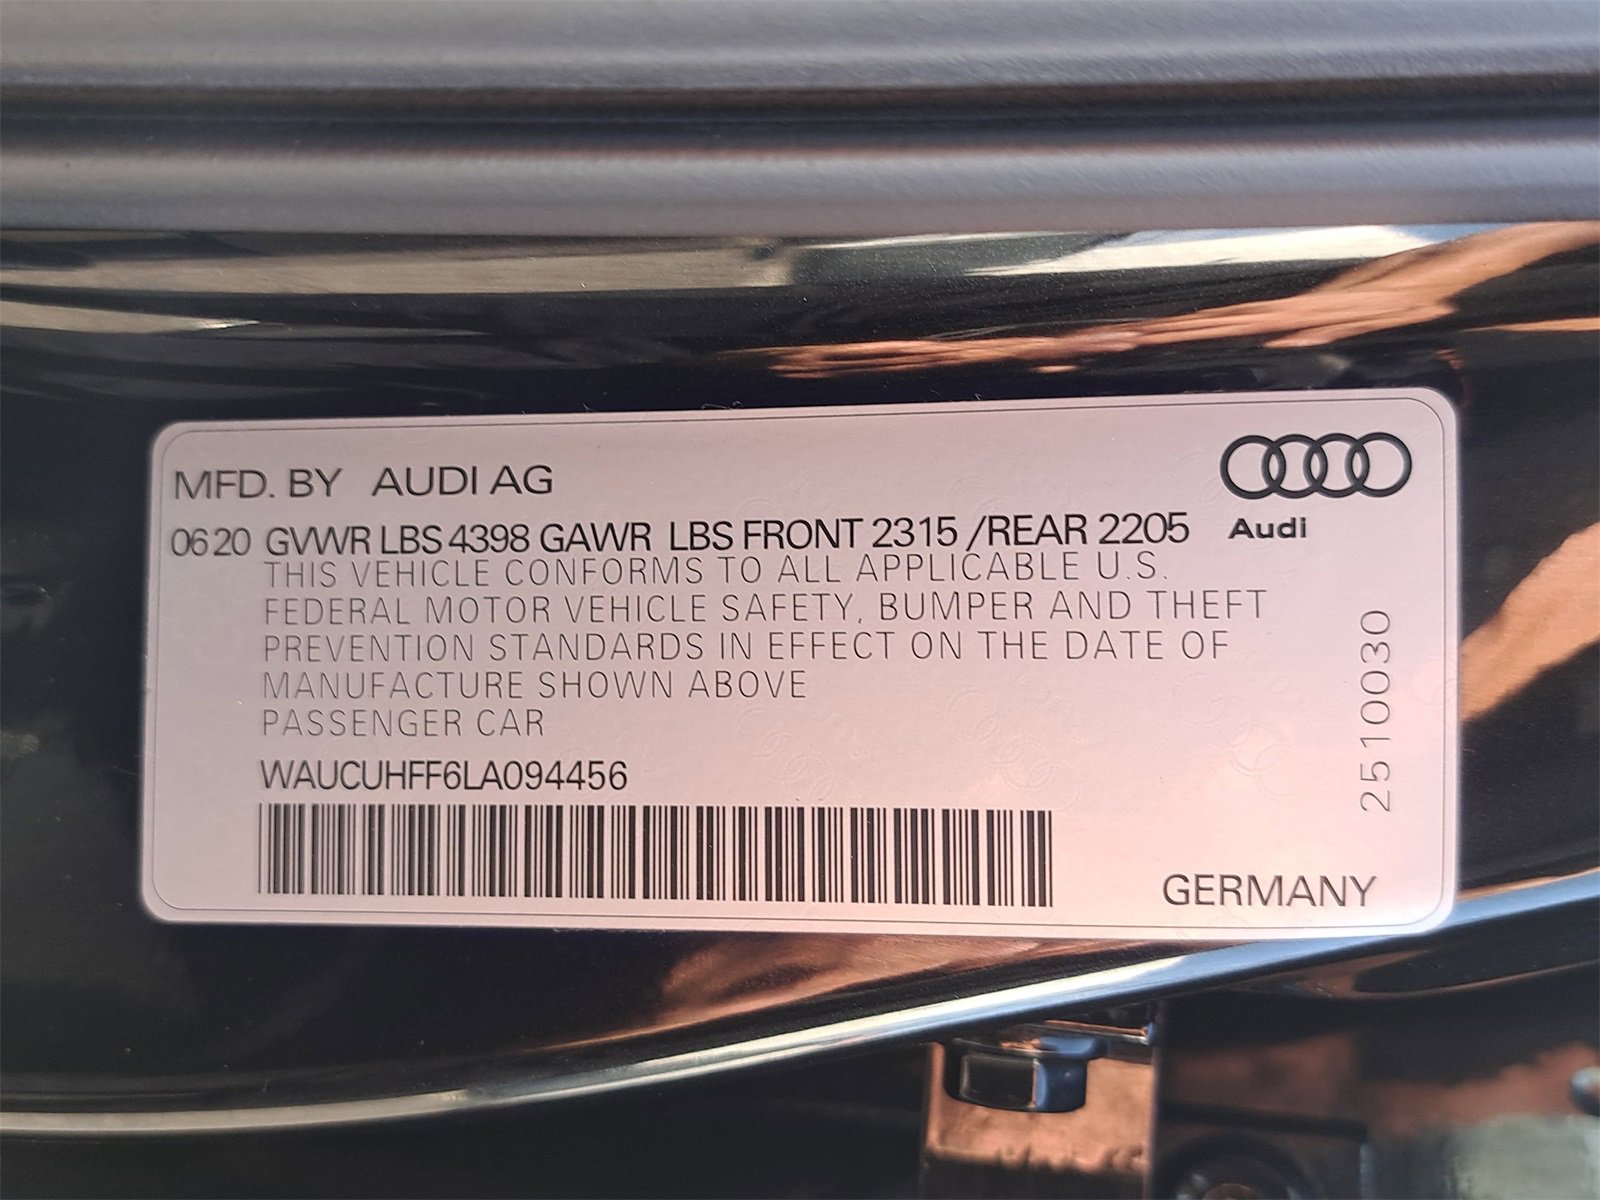 MFD. BY AUDI AG
Audi
06 20 GVWR LBS 4398 GAWR LBS FRONT 2315 /REAR 2205
THIS VEHICLE CONFORMS TO ALL APPLICABLE U.S.
FEDERAL MOTOR VEHICLE SAFETY, BUMPER AND THEFT
PREVENTION STANDARDS IN EFFECT ON THE DATE OF
MANUFACTURE SHOWN ABOVE
PASSENGER CAR
WAUCUHFF6LA094456
2510030
GERMANY